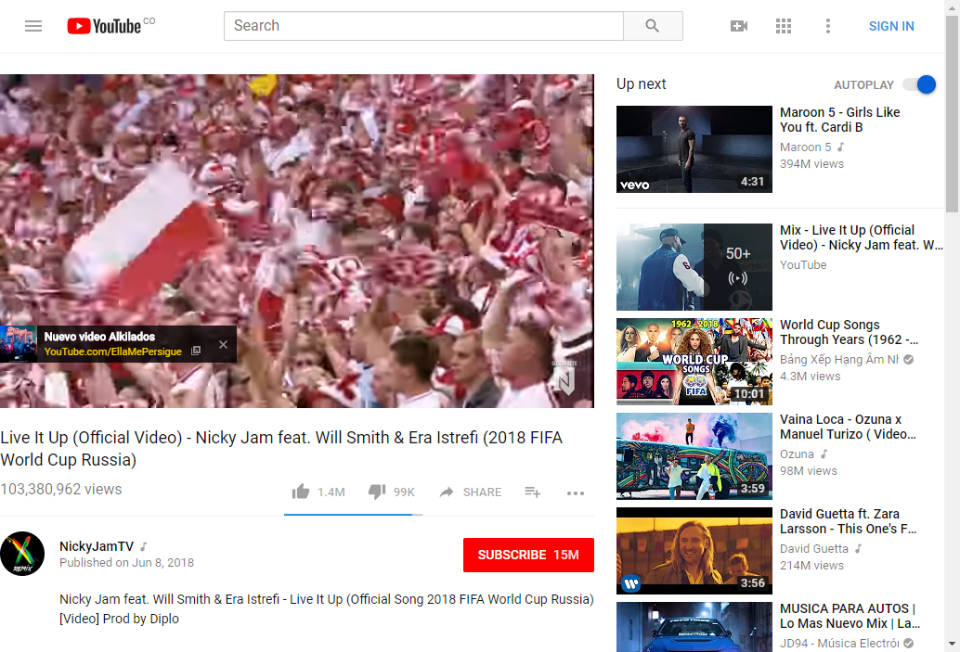 YouTube CO
Search
SIGN IN
Nuevo video Alkilados
YouTube.com/EllaMePersigue
N
Live It Up (Official Video) - Nicky Jam feat. Will Smith & Era Istrefi (2018 FIFA
World Cup Russia)
103,380,962 views
1.4M
99K
SHARE
NickyJamTV
Published on Jun 8, 2018
SUBSCRIBE 15M
REMIX
Nicky Jam feat. Will Smith & Era Istrefi - Live It Up (Official Song 2018 FIFA World Cup Russia)
[Video] Prod by Diplo
Up next
AUTOPLAY
vevo
4:31
Maroon 5 - Girls Like
You ft. Cardi B
Maroon 5
394M views
50+
Mix - Live It Up (Official
Video) - Nicky Jam feat. W...
YouTube
1962 - 2018
WORLD CUP
SONGS
FIFA
10:01
World Cup Songs
Through Years (1962 -...
Bảng Xếp Hạng Âm Nh
4.3M views
3:59
Vaina Loca - Ozuna x
Manuel Turizo ( Video...
Ozuna
98M views
W
3:56
David Guetta ft. Zara
Larsson - This One's F...
David Guetta
214M views
MUSICA PARA AUTOS |
Lo Mas Nuevo Mix | La...
JD94 - Música Electrón